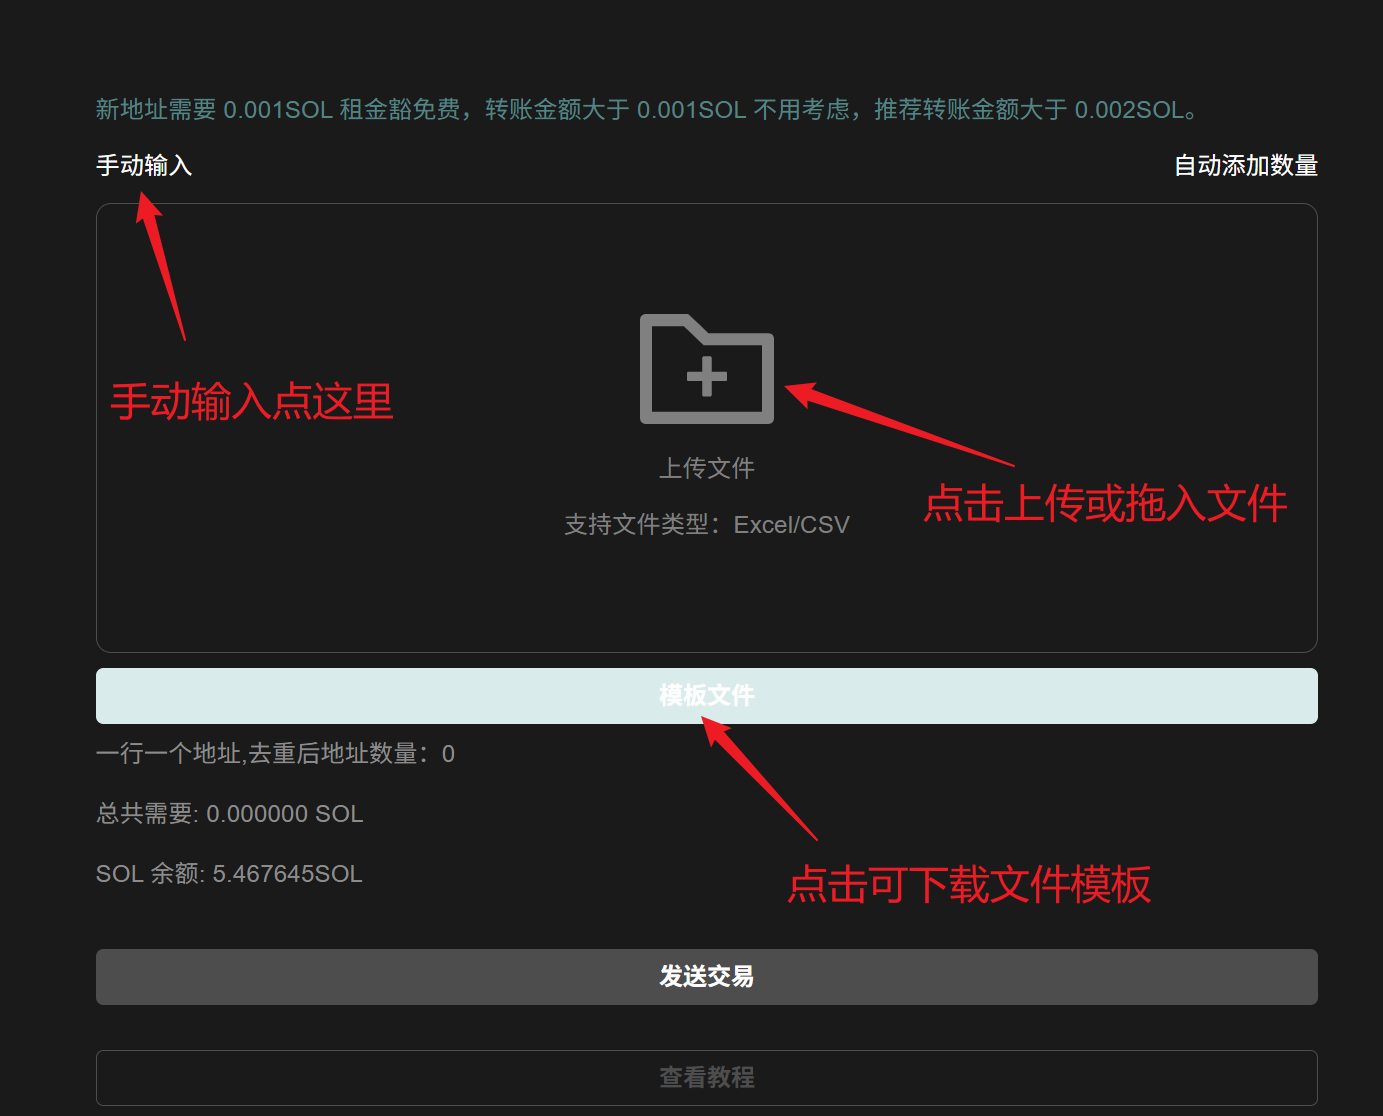 新地址需要 0.001SOL 租金豁免费，转账金额大于 0.001SOL 不用考虑，推荐转账金额大于 0.002SOL。
手动输入
自动添加数量
手动输入点这里
上传文件
点击上传或拖入文件
支持文件类型：Excel/CSV
模板文件
一行一个地址,去重后地址数量：0
总共需要: 0.000000 SOL
SOL 余额: 5.467645SOL
点击可下载文件模板
发送交易
查看教程